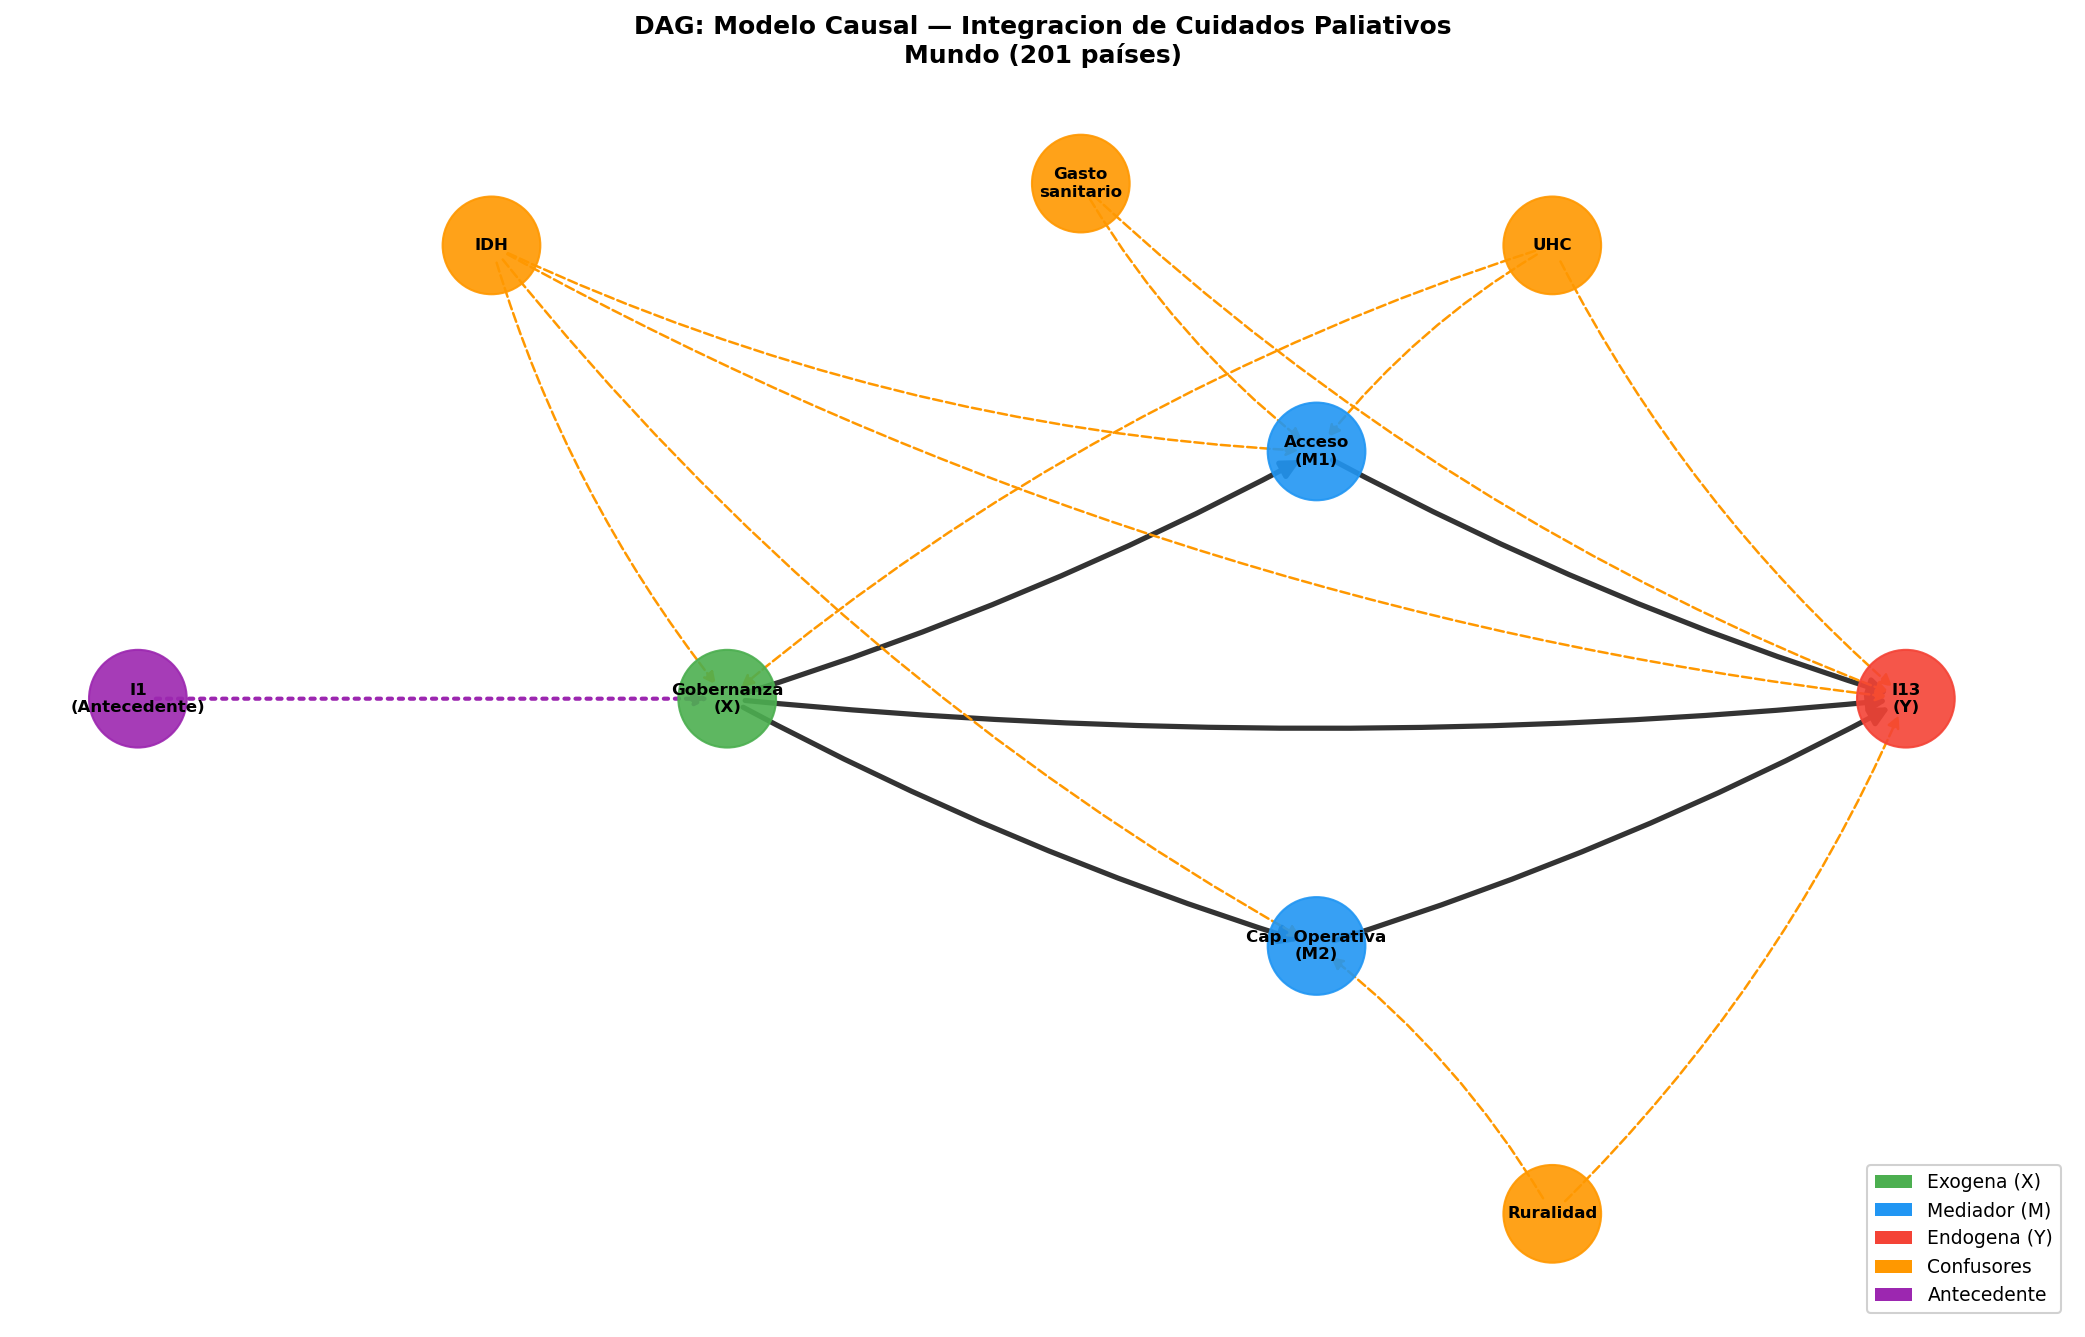 DAG: Modelo Causal — Integracion de Cuidados Paliativos
Mundo (201 países)
Gasto
sanitario
IDH
UHC
Acceso
(M1)
I1
(Antecedente)
Gobernanza
(X)
I13
(Y)
Cap. Operativa
(M2)
Ruralidad
Exogena (X)
Mediador (M)
Endogena (Y)
Confusores
Antecedente